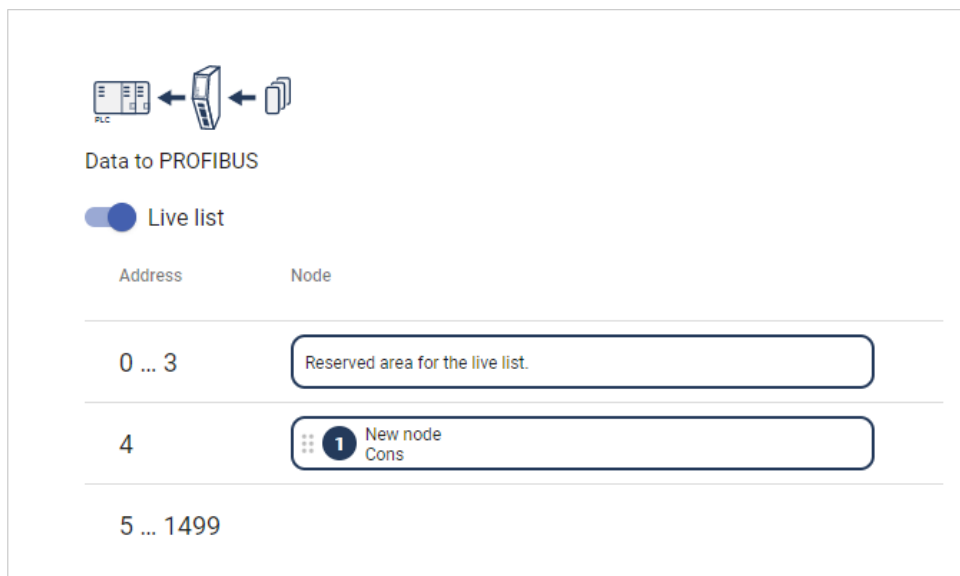 PLC
Data to PROFIBUS
Live list
Address Node
0 ... 3 Reserved area for the live list.
4 1 New node
Cons
5 ... 1499